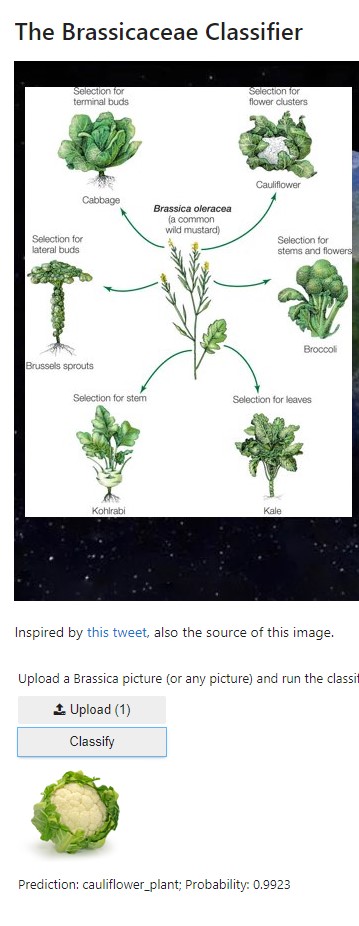 The Brassicaceae Classifier
Selection for
terminal buds
Selection for
flower clusters
Cabbage
Cauliflower
Brassica oleracea
(a common
wild mustard)
Selection for
lateral buds
Selection for
stems and flowers
Brussels sprouts
Broccoli
Selection for stem
Selection for leaves
Kohlrabi
Kale
Inspired by this tweet, also the source of this image.
Upload a Brassica picture (or any picture) and run the classif
Upload (1)
Classify
Prediction: cauliflower_plant; Probability: 0.9923